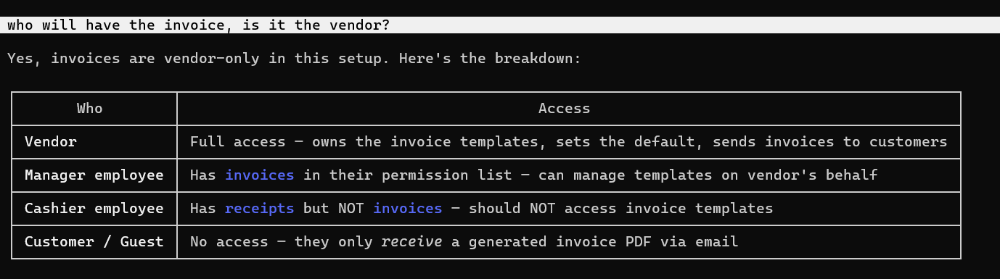 who will have the invoice, is it the vendor?
Yes, invoices are vendor-only in this setup. Here's the breakdown:
Who Access
Vendor Full access — owns the invoice templates, sets the default, sends invoices to customers
Manager employee Has invoices in their permission list — can manage templates on vendor's behalf
Cashier employee Has receipts but NOT invoices — should NOT access invoice templates
Customer / Guest No access — they only receive a generated invoice PDF via email